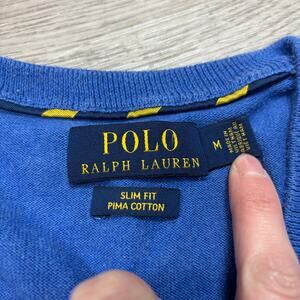 POLO
RALPH LAUREN
M
SLIM FIT
PIMA COTTON